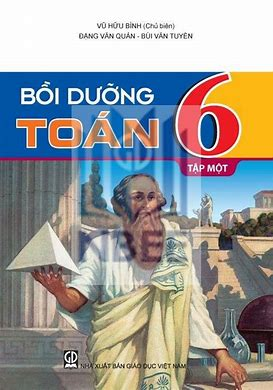 VŨ HỮU BÌNH (Chủ biên)
ĐẶNG VĂN QUẢN - BÙI VĂN TUYÊN
BỒI DƯỠNG
TOÁN 6
TẬP MỘT
NHÀ XUẤT BẢN GIÁO DỤC VIỆT NAM